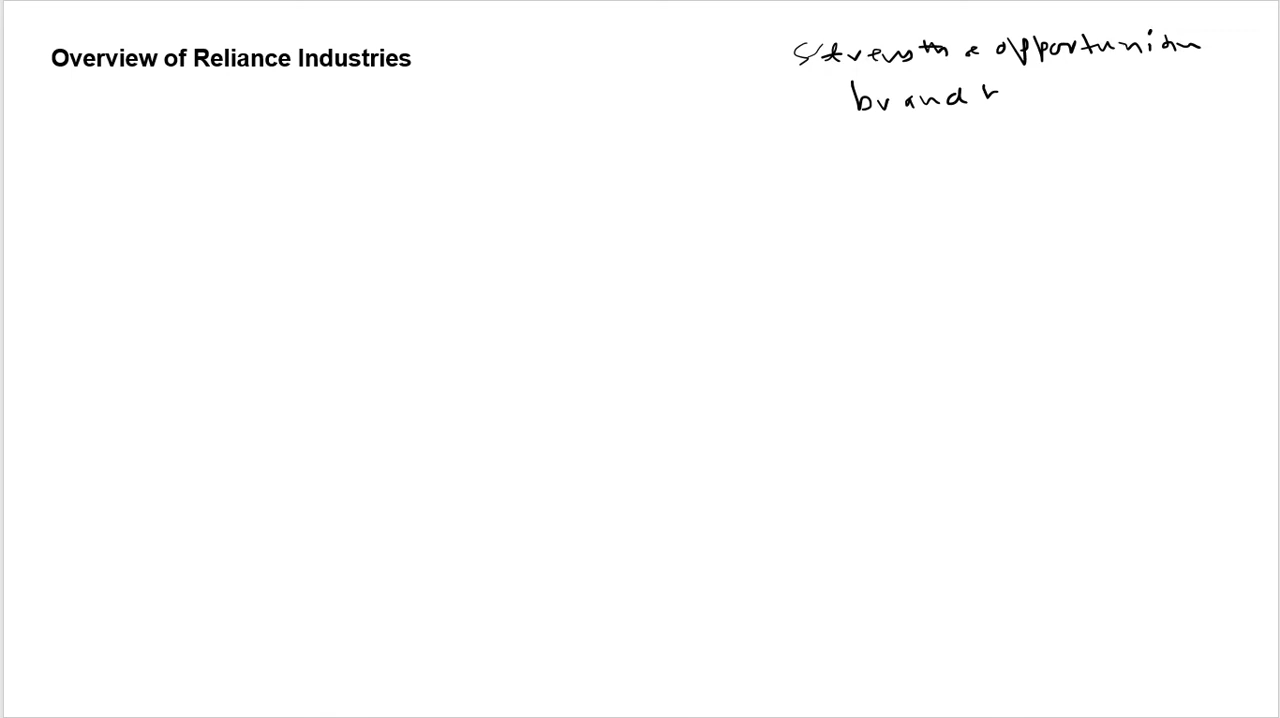 Overview of Reliance Industries
Strength & opportunities
brand r